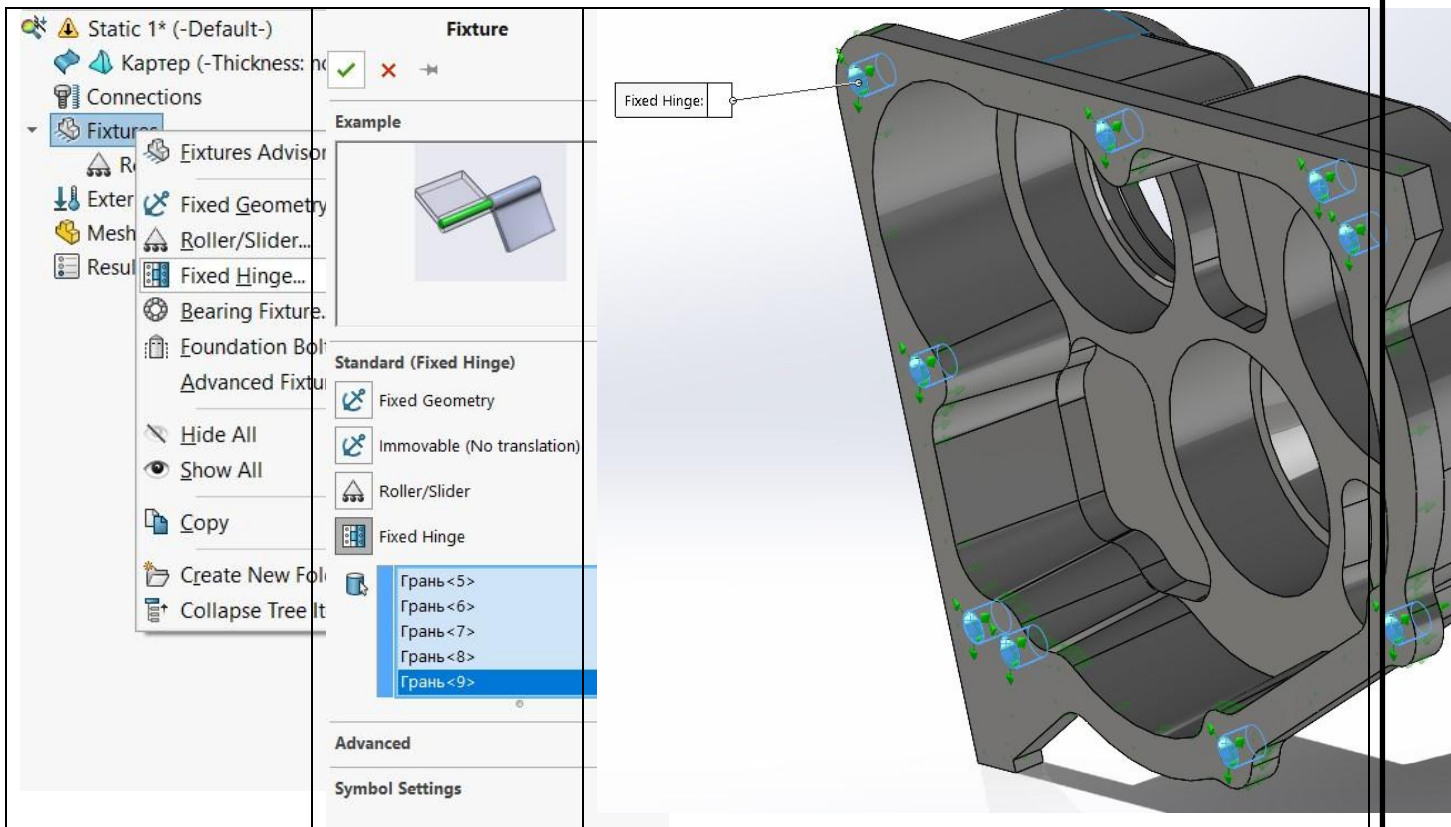 Static 1* (-Default-)
Картер (-Thickness:
Connections
Fixtures
Exter
Mesh
Resul
Fixtures Advisor
Fixed Geometry
Roller/Slider...
Fixed Hinge...
Bearing Fixture.
Foundation Bolt
Advanced Fixtu
Hide All
Show All
Copy
Create New Fol
Collapse Tree It
Fixture
Example
Standard (Fixed Hinge)
Fixed Geometry
Immovable (No translation)
Roller/Slider
Fixed Hinge
Грань<5>
Грань<6>
Грань<7>
Грань<8>
Грань<9>
Advanced
Symbol Settings
Fixed Hinge: